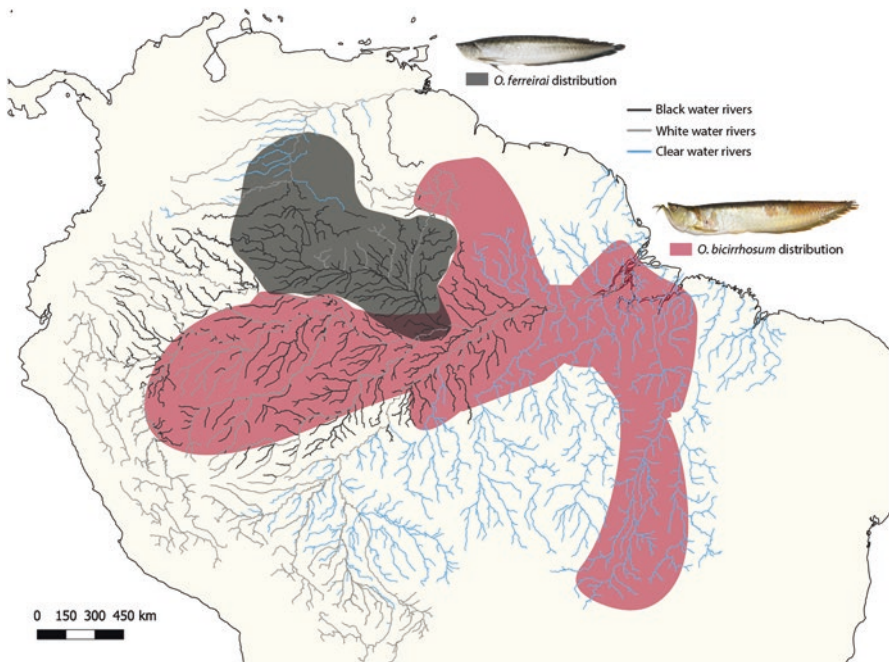 O. ferreirai distribution
Black water rivers
White water rivers
Clear water rivers
O. bicirrhosum distribution
0 150 300 450 km